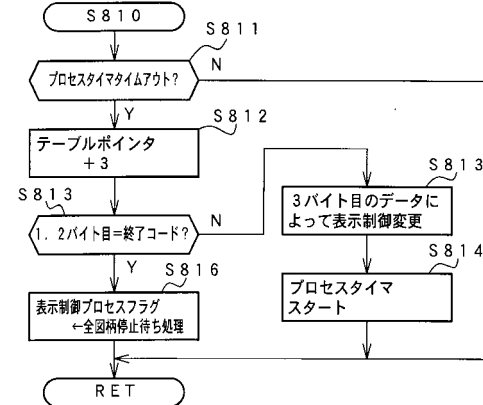 S810
S811
プロセスタイマタイムアウト?
N
Y
S812
テーブルポインタ
+3
S813
1.2バイト目=終了コード?
N
Y
S813
3バイト目のデータに
よって表示制御変更
S814
プロセスタイマ
スタート
S816
表示制御プロセスフラグ
←全図柄停止待ち処理
RET